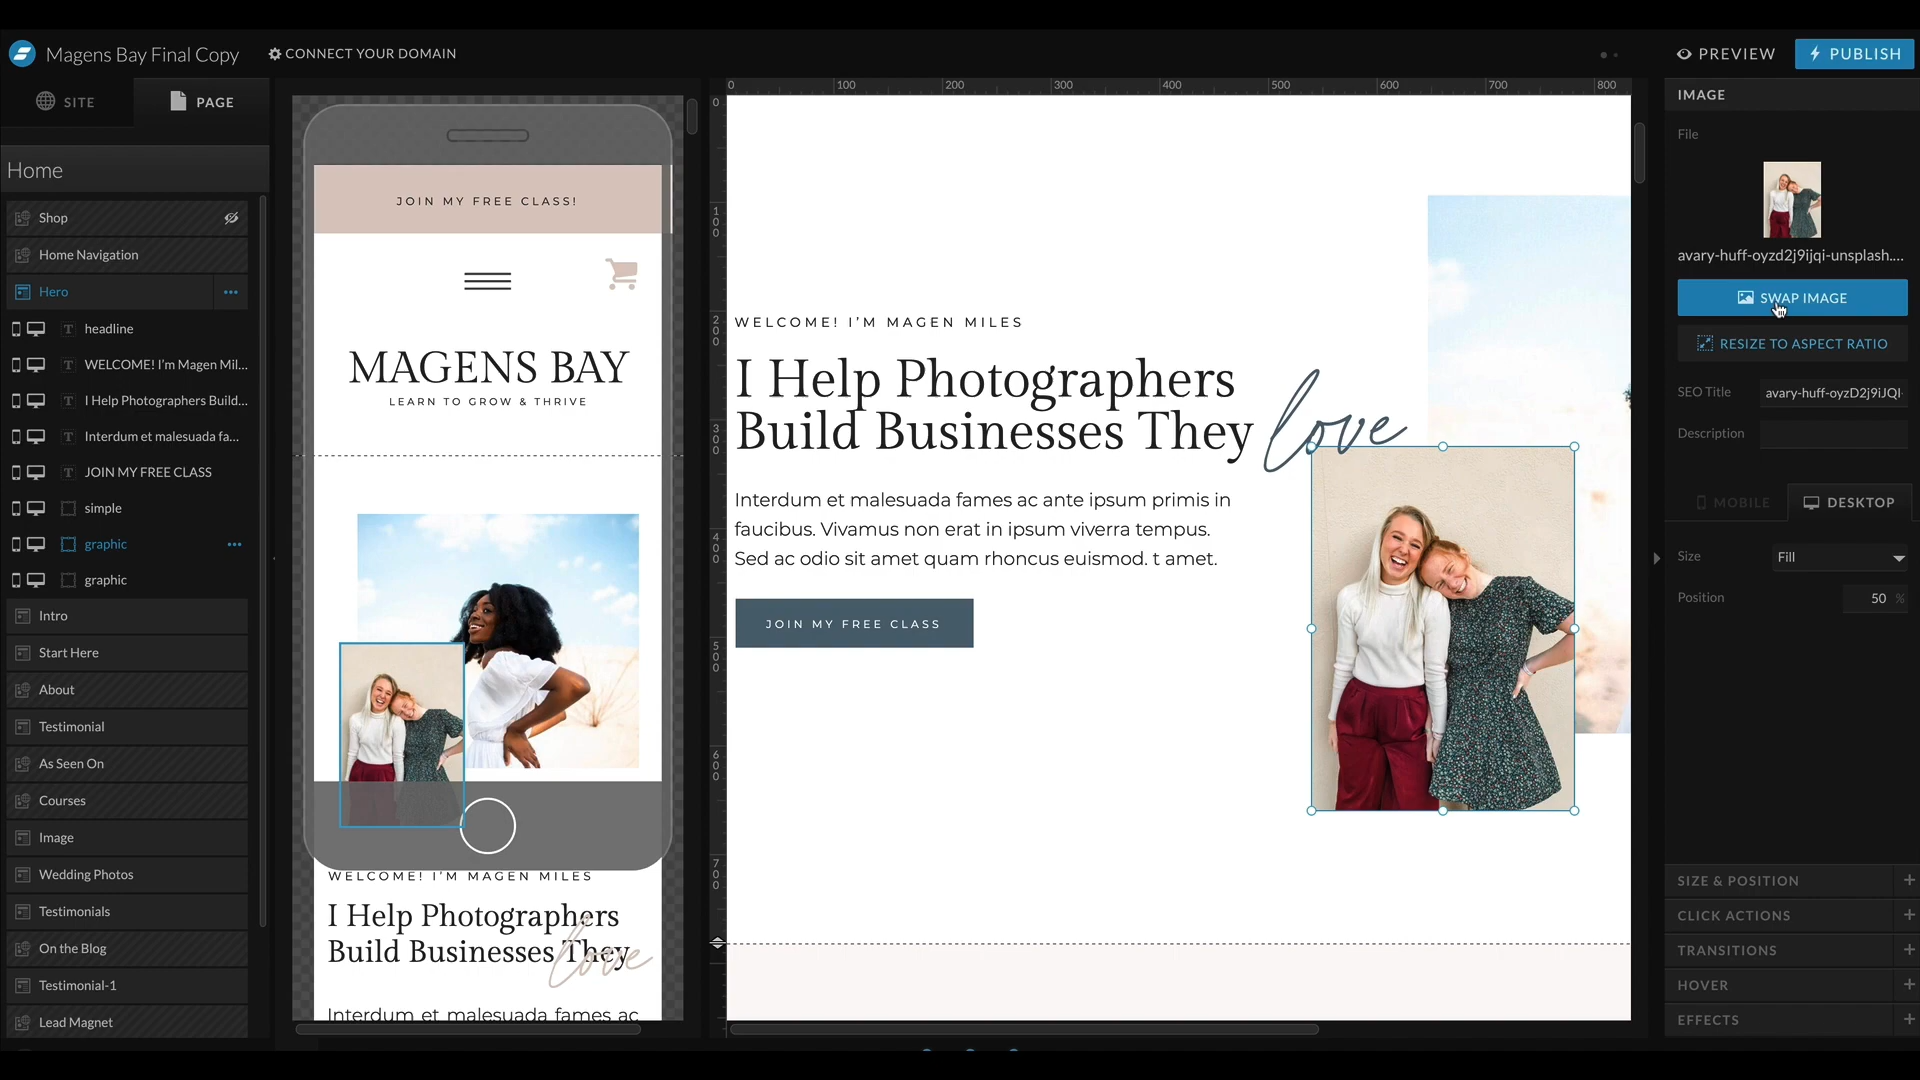 Magens Bay Final Copy
CONNECT YOUR DOMAIN
PREVIEW
PUBLISH
SITE
PAGE
Home
Shop
Home Navigation
Hero
headline
WELCOME! I'm Magen Mil...
I Help Photographers Build...
Interdum et malesuada fa...
JOIN MY FREE CLASS
simple
graphic
graphic
Intro
Start Here
About
Testimonial
As Seen On
Courses
Image
Wedding Photos
Testimonials
On the Blog
Testimonial-1
Lead Magnet
JOIN MY FREE CLASS!
MAGENS BAY
LEARN TO GROW & THRIVE
WELCOME! I'M MAGEN MILES
I Help Photographers
Build Businesses They
love
Interdum et malesuada fames ac
0 100 200 300 400 500 600 700 800
0
100
200
300
400
500
600
700
WELCOME! I'M MAGEN MILES
I Help Photographers
Build Businesses They love
Interdum et malesuada fames ac ante ipsum primis in
faucibus. Vivamus non erat in ipsum viverra tempus.
Sed ac odio sit amet quam rhoncus euismod. t amet.
JOIN MY FREE CLASS
IMAGE
File
avary-huff-oyzd2j9ijqi-unsplash....
SWAP IMAGE
RESIZE TO ASPECT RATIO
SEO Title avary-huff-oyzD2j9iJQI-
Description
MOBILE
DESKTOP
Size Fill
Position 50 %
SIZE & POSITION +
CLICK ACTIONS +
TRANSITIONS +
HOVER +
EFFECTS +